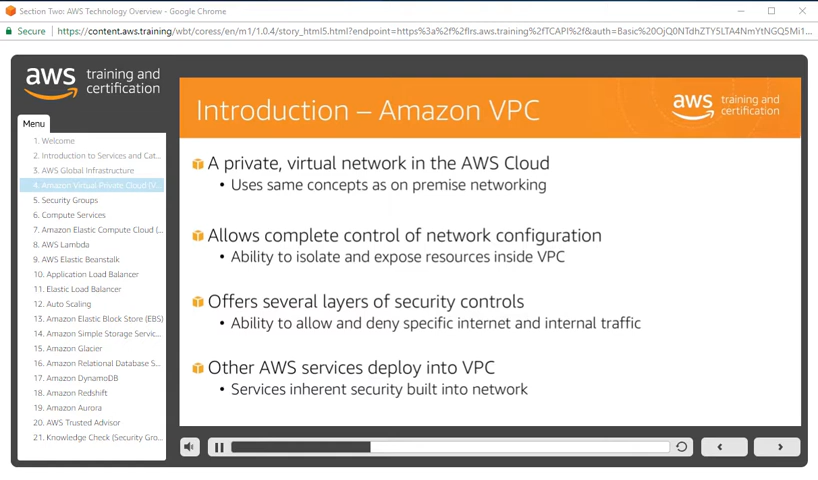 Section Two: AWS Technology Overview - Google Chrome
Secure
aws training and
certification
Menu
1. Welcome
2. Introduction to Services and Cat...
3. AWS Global Infrastructure
4. Amazon Virtual Private Cloud (V...
5. Security Groups
6. Compute Services
7. Amazon Elastic Compute Cloud (...
8. AWS Lambda
9. AWS Elastic Beanstalk
10. Application Load Balancer
11. Elastic Load Balancer
12. Auto Scaling
13. Amazon Elastic Block Store (EBS)
14. Amazon Simple Storage Servic...
15. Amazon Glacier
16. Amazon Relational Database S...
17. Amazon DynamoDB
18. Amazon Redshift
19. Amazon Aurora
20. AWS Trusted Advisor
21. Knowledge Check (Security Gro...
Introduction – Amazon VPC
aws training and
certification
A private, virtual network in the AWS Cloud
• Uses same concepts as on premise networking
Allows complete control of network configuration
• Ability to isolate and expose resources inside VPC
Offers several layers of security controls
• Ability to allow and deny specific internet and internal traffic
Other AWS services deploy into VPC
• Services inherent security built into network